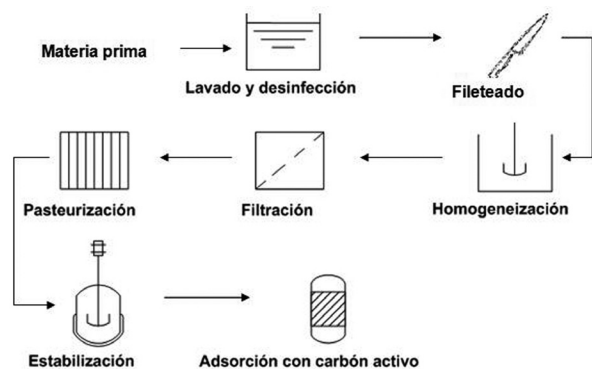 Materia prima
Lavado y desinfección
Fileteado
Pasteurización
Filtración
Homogeneización
Estabilización
Adsorción con carbón activo